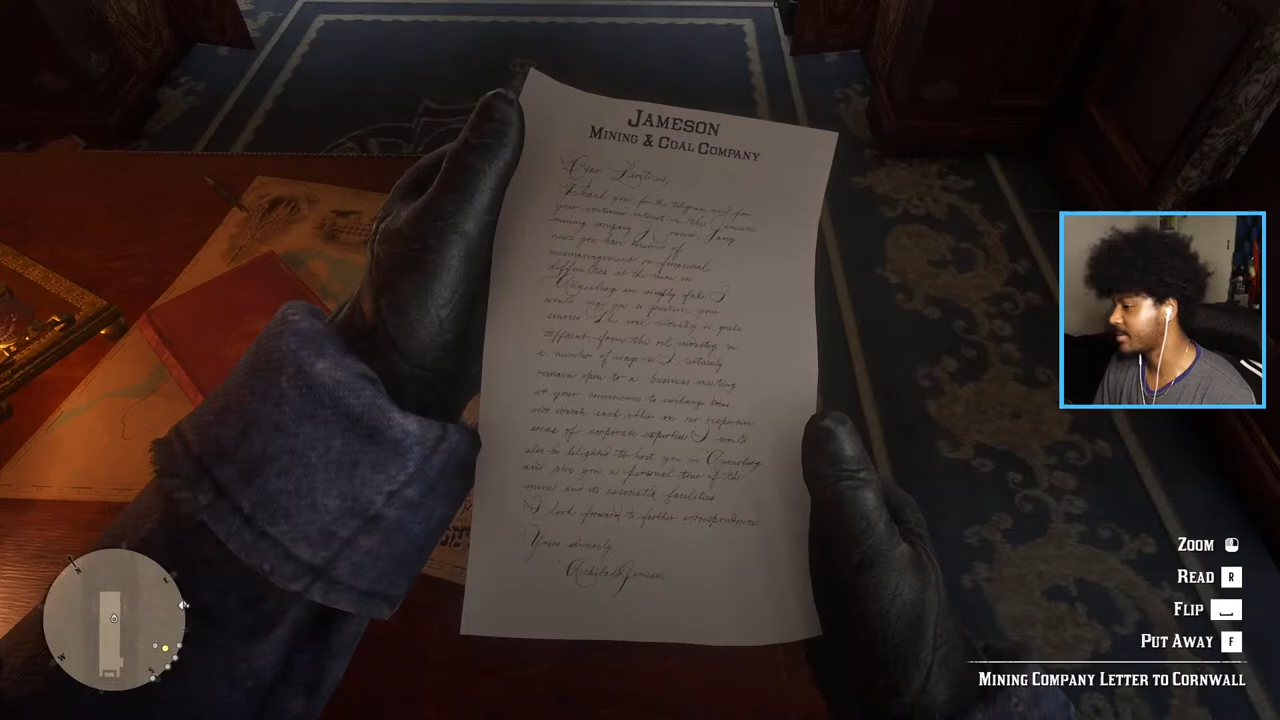 JAMESON
MINING & COAL COMPANY
Dear Leviticus,
Thank you for the telegram and for
your continued interest in the Jameson
mining company I
news you have of
mismanagement or financial
difficulties at the mine in
Annesburg are simply false I
would urge you to question your
sources The coal industry is quite
different from the oil industry in
a number of ways so I certainly
remain open to a business meeting
at your convenience to exchange ideas
and each other on our respective
areas of corporate expertise I would
also be delighted to host you in Annesburg
and give you a personal tour of the
mine and its associated facilities
I look forward to further correspondence
Yours sincerely,
Archibald Jameson
ZOOM
READ R
FLIP
PUT AWAY F
MINING COMPANY LETTER TO CORNWALL